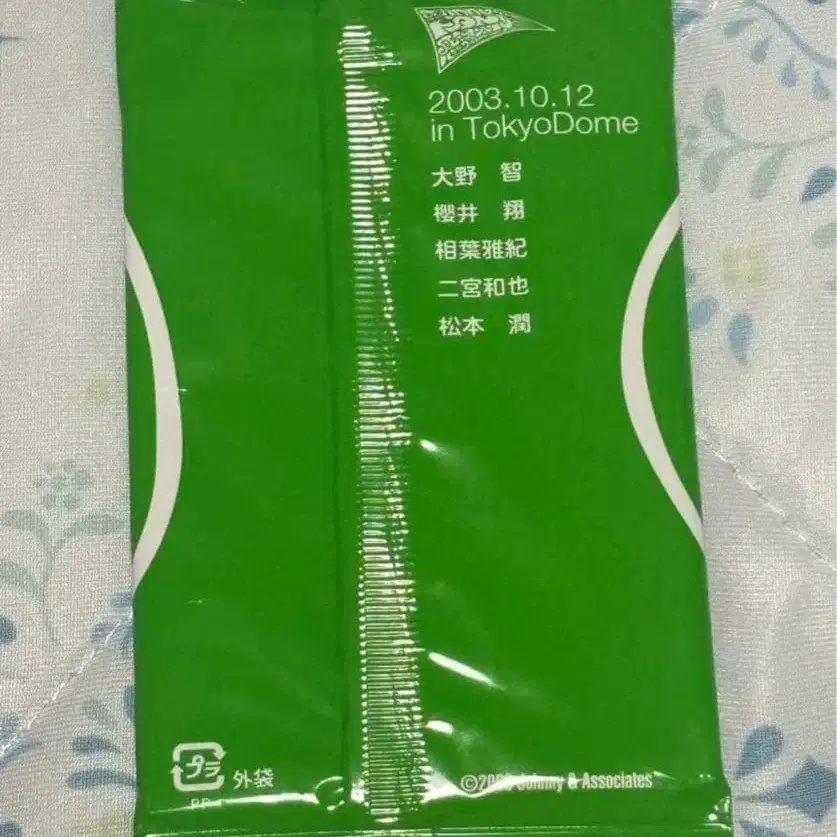 2003.10.12
in TokyoDome
大野 智
櫻井 翔
相葉雅紀
二宮和也
松本 潤
プラ
外袋
Johnny & Associates